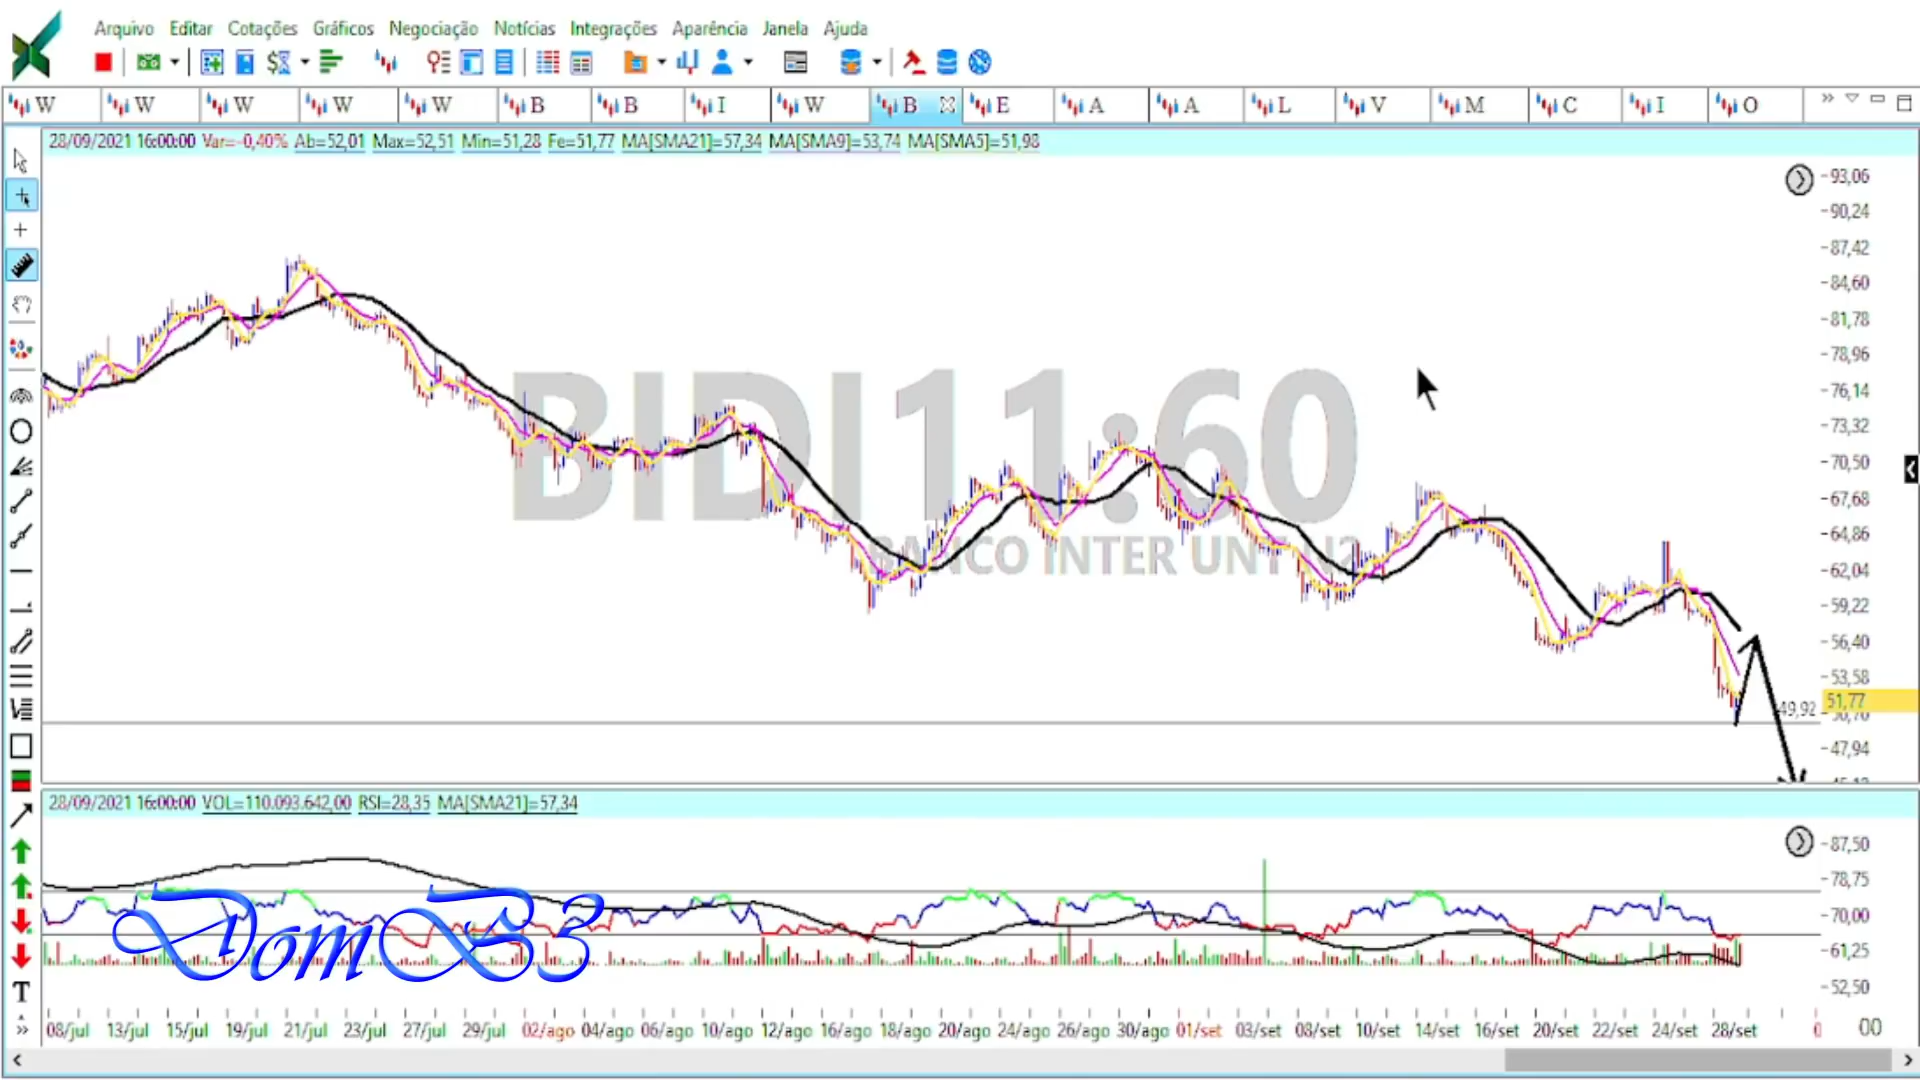 Arquivo Editar Cotações Gráficos Negociação Notícias Integrações Aparência Janela Ajuda
W W W W W B B I W B E A A L V M C I O
28/09/2021 16:00:00 Var=-0,40% Ab=52,01 Max=52,51 Min=51,28 Fe=51,77 MA[SMA21]=57,34 MA[SMA9]=53,74 MA[SMA5]=51,98
93,06
90,24
87,42
84,60
81,78
78,96
76,14
73,32
70,50
67,68
64,86
62,04
59,22
56,40
53,58
51,77
50,76
47,94
49,92
BIDI11:60
BANCO INTER UNT N2
28/09/2021 16:00:00 VOL=110.093.642,00 RSI=28,35 MA[SMA21]=57,34
87,50
78,75
70,00
61,25
52,50
DomB3
T
08/jul 13/jul 15/jul 19/jul 21/jul 23/jul 27/jul 29/jul 02/ago 04/ago 06/ago 10/ago 12/ago 16/ago 18/ago 20/ago 24/ago 26/ago 30/ago 01/set 03/set 08/set 10/set 14/set 16/set 20/set 22/set 24/set 28/set 0 00